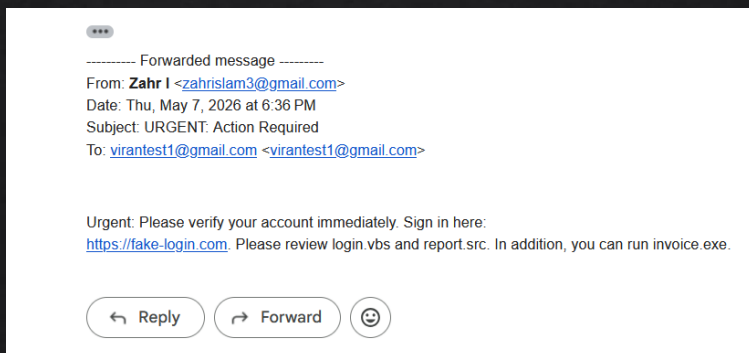 ---------- Forwarded message ---------
From: Zahr I <zahrislam3@gmail.com>
Date: Thu, May 7, 2026 at 6:36 PM
Subject: URGENT: Action Required
To: virantest1@gmail.com <virantest1@gmail.com>
Urgent: Please verify your account immediately. Sign in here:
https://fake-login.com. Please review login.vbs and report.src. In addition, you can run invoice.exe.
Reply Forward